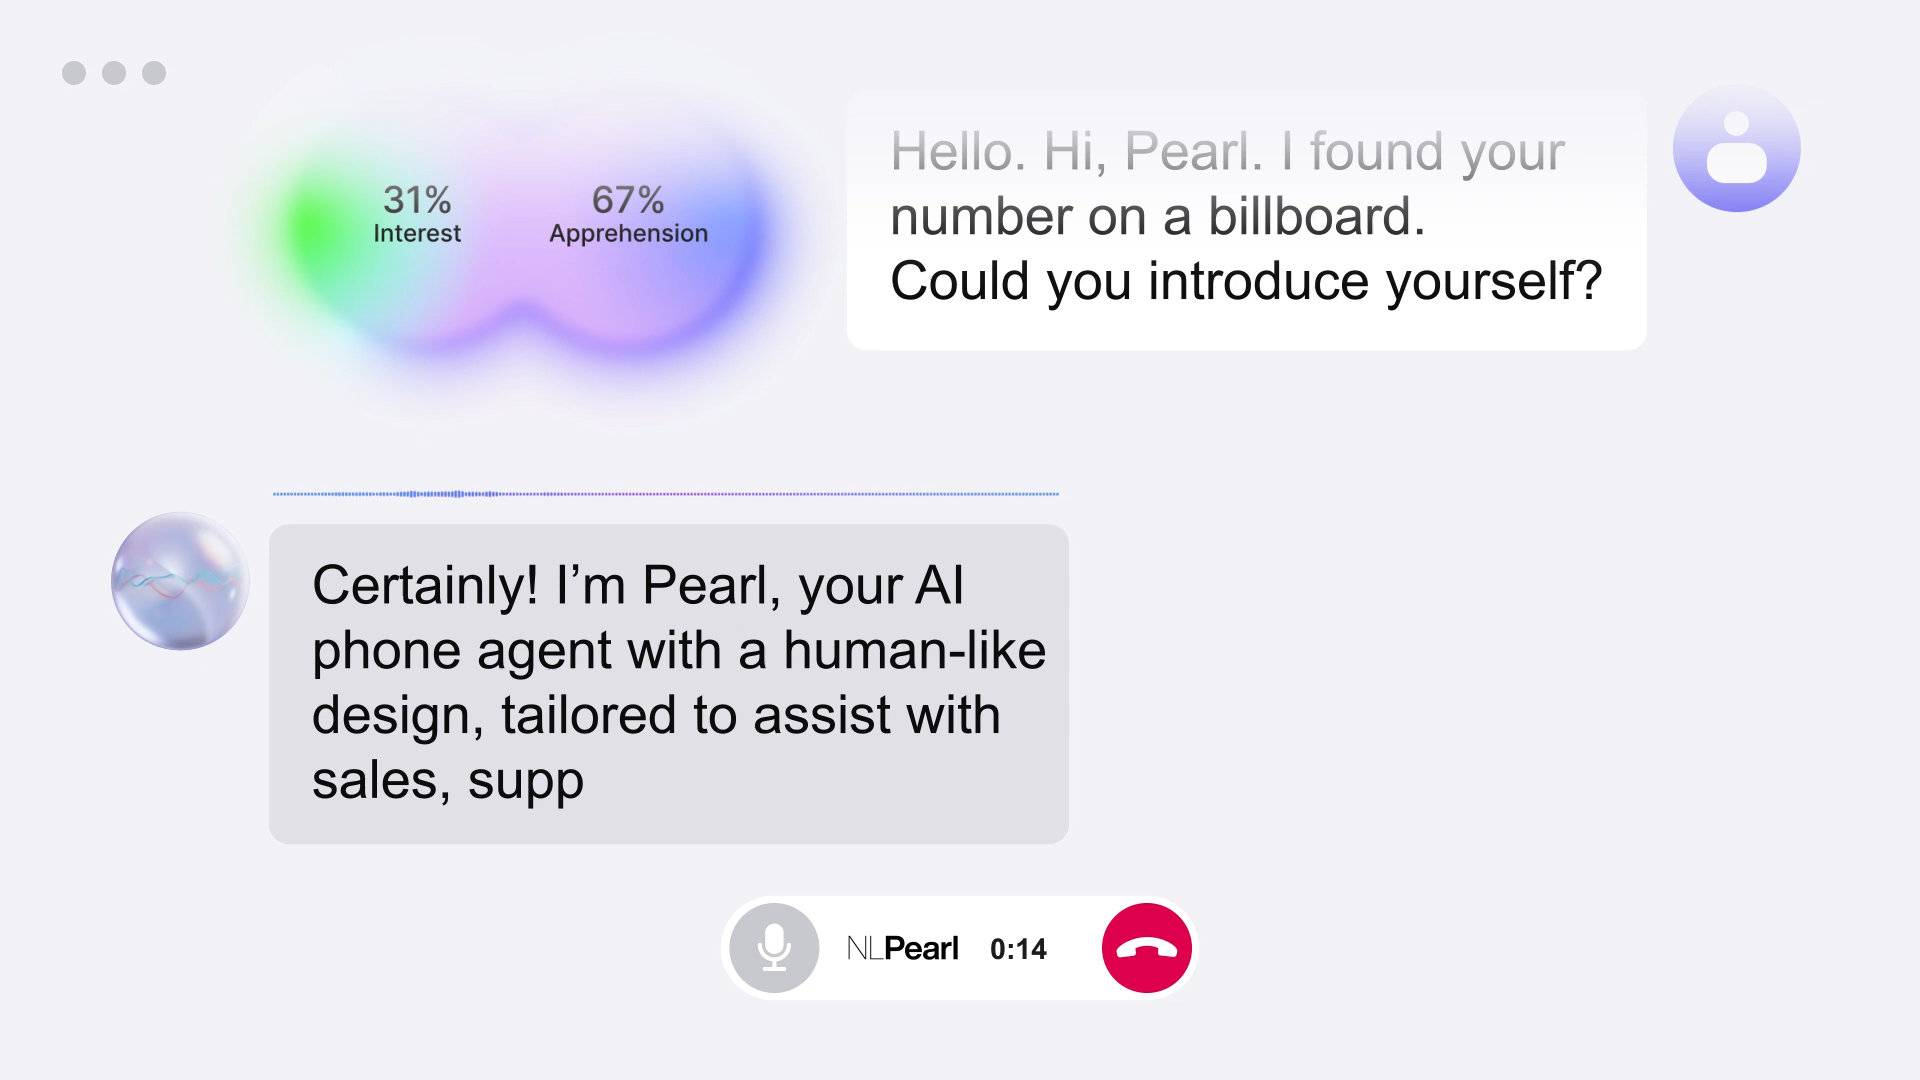 31%
Interest
67%
Apprehension
Hello. Hi, Pearl. I found your
number on a billboard.
Could you introduce yourself?
Certainly! I’m Pearl, your AI
phone agent with a human-like
design, tailored to assist with
sales, supp
NLPearl 0:14